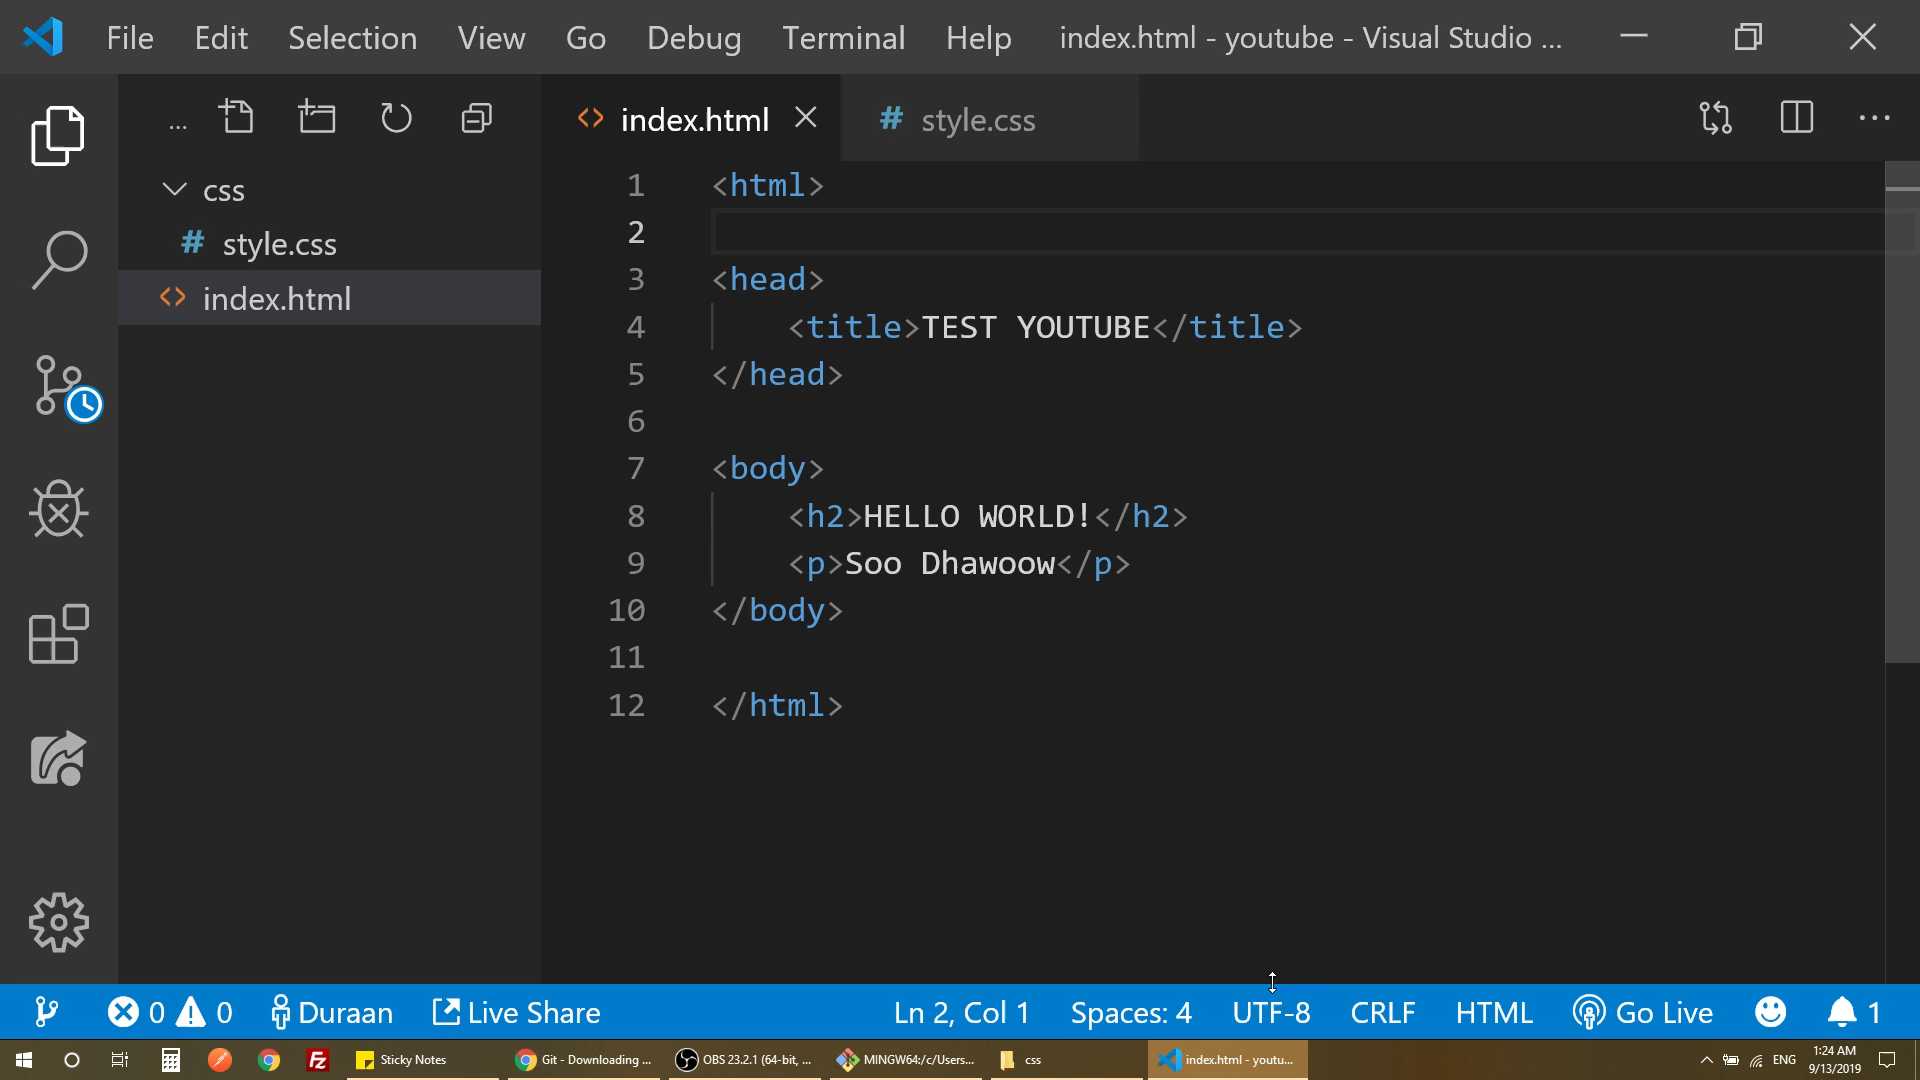 File Edit Selection View Go Debug Terminal Help index.html - youtube - Visual Studio ...
...
index.html
# style.css
...
css
# style.css
<> index.html
1 <html>
2
3 <head>
4 <title>TEST YOUTUBE</title>
5 </head>
6
7 <body>
8 <h2>HELLO WORLD!</h2>
9 <p>Soo Dhawoow</p>
10 </body>
11
12 </html>
0 0 Duraan Live Share Ln 2, Col 1 Spaces: 4 UTF-8 CRLF HTML Go Live 1
Fz Sticky Notes Git - Downloading ... OBS 23.2.1 (64-bit, ... MINGW64:/c/Users... css index.html - youtu... ENG 1:24 AM
9/13/2019